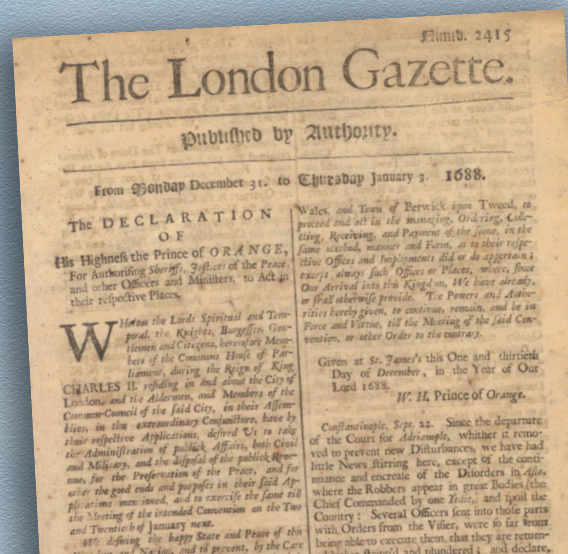 Numb. 2415
The London Gazette.
Published by Authority.
From Monday December 31. to Thursday January 3. 1688.
The DECLARATION
OF
His Highneſs the Prince of ORANGE,
For Authoriſing Sheriffs, Juſtices of the Peace,
and other Officers and Miniſters, to Act in
their reſpective Places.
WHereas the Lords Spiritual and Tem-
poral, the Knights, Burgeſſes, Gen-
tlemen and Citizens, heretofore Mem-
bers of the Commons Houſe of Par-
liament, during the Reign of King
CHARLES II. reſiding in and about the City of
London, and the Aldermen, and Members of the
Common-Council of the ſaid City, in their Aſſem-
blies, in this extraordinary Conjuncture, have by
their reſpective Applications, deſired Us to take
the Adminiſtration of publick Affairs, both Civil
and Military, and the diſpoſal of the publick Reve-
nue, for the Preſervation of the Peace, and for
other the good ends and purpoſes in their ſaid Ap-
plications mentioned, and to exerciſe the ſame till
the Meeting of the intended Convention on the Two
and Twentieth of January next.
We deſiring the happy State and Peace of this
Nation, and to prevent, by the Care
Wales, and Town of Berwick upon Tweed, to
proceed and act in the managing, Ordering, Colle-
cting, Receiving, and Payment of the ſame, in the
ſame method, manner and Form, as to their reſpe-
ctive Offices and Imployments did or do appertain;
except always ſuch Offices or Places, where, ſince
Our Arrival into this Kingdom, We have already,
or ſhall otherwiſe provide. The Powers and Autho-
rities hereby given, to continue, remain, and be in
Force and Virtue, till the Meeting of the ſaid Con-
vention, or other Order to the contrary.
Given at St. James's this One and thirtieth
Day of December, in the Year of Our
Lord 1688.
W. H. Prince of Orange.
Conſtantinople, Sept. 22. Since the departure
of the Court for Adrianople, whither it remo-
ved to prevent new Diſturbances, we have had
little News ſtirring here, except of the conti-
nuance and encreaſe of the Diſorders in Aſia,
where the Robbers appear in great Bodies (the
Chief Commanded by one Yedic,) and ſpoil the
Country: Several Officers ſent into thoſe parts
with Orders from the Viſier, were ſo far from
being able to execute them, that they are return-
ed plundered; and declare,